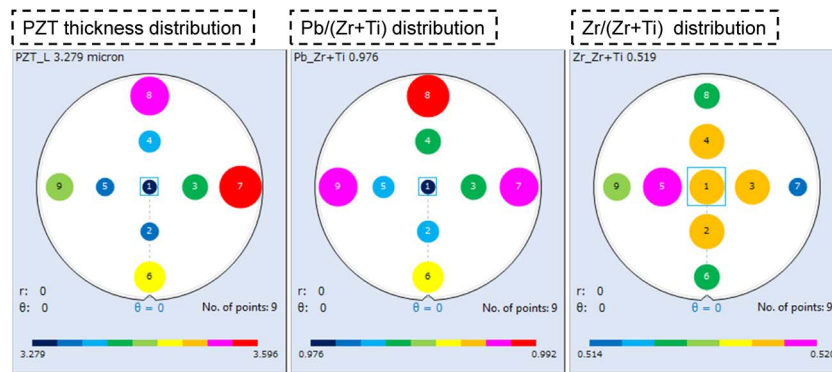 PZT thickness distribution
PZT_L 3.279 micron
8
4
9
5
1
3
7
2
6
r: 0
θ: 0
θ = 0
No. of points: 9
3.279
3.596
Pb/(Zr+Ti) distribution
Pb_Zr+Ti 0.976
8
4
9
5
1
3
7
2
6
r: 0
θ: 0
θ = 0
No. of points: 9
0.976
0.992
Zr/(Zr+Ti) distribution
Zr_Zr+Ti 0.519
8
4
9
5
1
3
7
2
6
r: 0
θ: 0
θ = 0
No. of points: 9
0.514
0.520